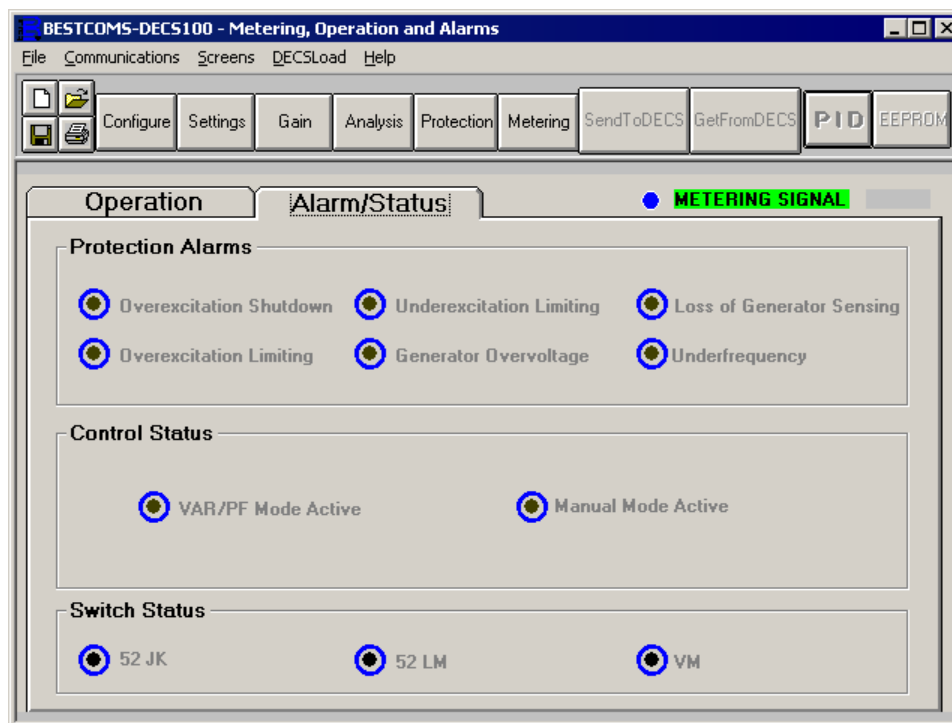 BESTCOMS-DECS100 - Metering, Operation and Alarms
File Communications Screens DECSLoad Help
Configure Settings Gain Analysis Protection Metering SendToDECS GetFromDECS PID EEPROM
Operation Alarm/Status METERING SIGNAL
Protection Alarms
Overexcitation Shutdown Underexcitation Limiting Loss of Generator Sensing
Overexcitation Limiting Generator Overvoltage Underfrequency
Control Status
VAR/PF Mode Active Manual Mode Active
Switch Status
52 JK 52 LM VM